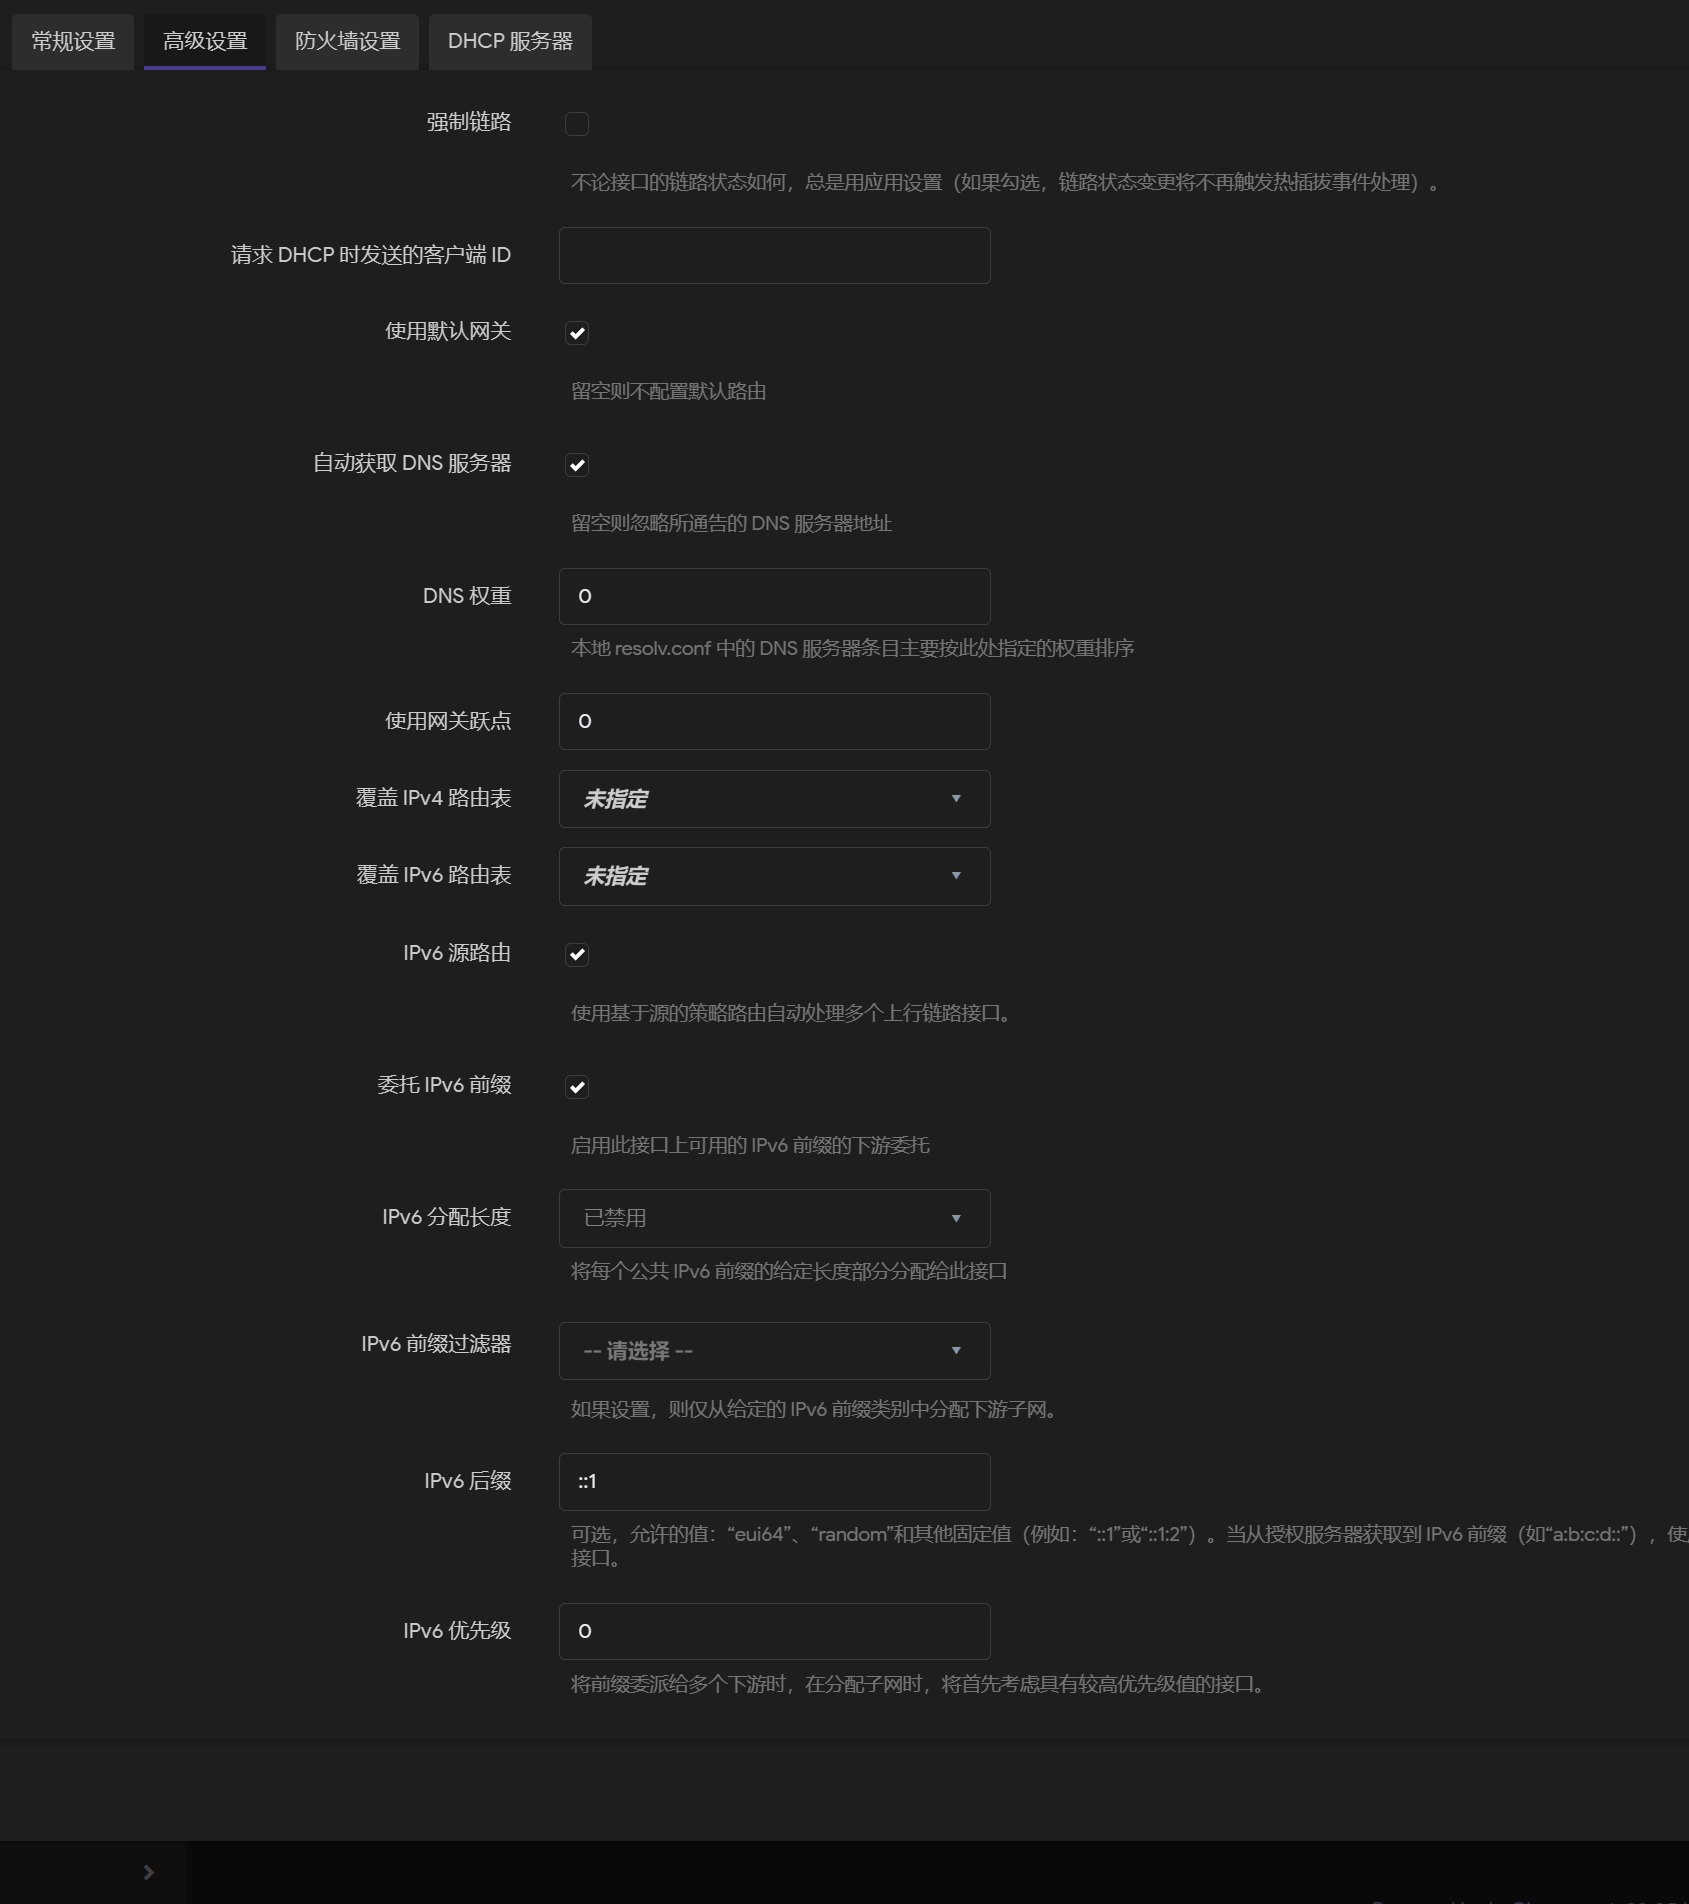 常规设置 高级设置 防火墙设置 DHCP 服务器
强制链路
不论接口的链路状态如何，总是用应用设置（如果勾选，链路状态变更将不再触发热插拔事件处理）。
请求 DHCP 时发送的客户端 ID
使用默认网关
留空则不配置默认路由
自动获取 DNS 服务器
留空则忽略所通告的 DNS 服务器地址
DNS 权重 0
本地 resolv.conf 中的 DNS 服务器条目主要按此处指定的权重排序
使用网关跃点 0
覆盖 IPv4 路由表 未指定
覆盖 IPv6 路由表 未指定
IPv6 源路由
使用基于源的策略路由自动处理多个上行链路接口。
委托 IPv6 前缀
启用此接口上可用的 IPv6 前缀的下游委托
IPv6 分配长度 已禁用
将每个公共 IPv6 前缀的给定长度部分分配给此接口
IPv6 前缀过滤器 -- 请选择 --
如果设置，则仅从给定的 IPv6 前缀类别中分配下游子网。
IPv6 后缀 ::1
可选，允许的值：“eui64”、“random”和其他固定值（例如：“::1”或“::1:2”）。当从授权服务器获取到 IPv6 前缀（如“a:b:c:d::”），使
接口。
IPv6 优先级 0
将前缀委派给多个下游时，在分配子网时，将首先考虑具有较高优先级值的接口。